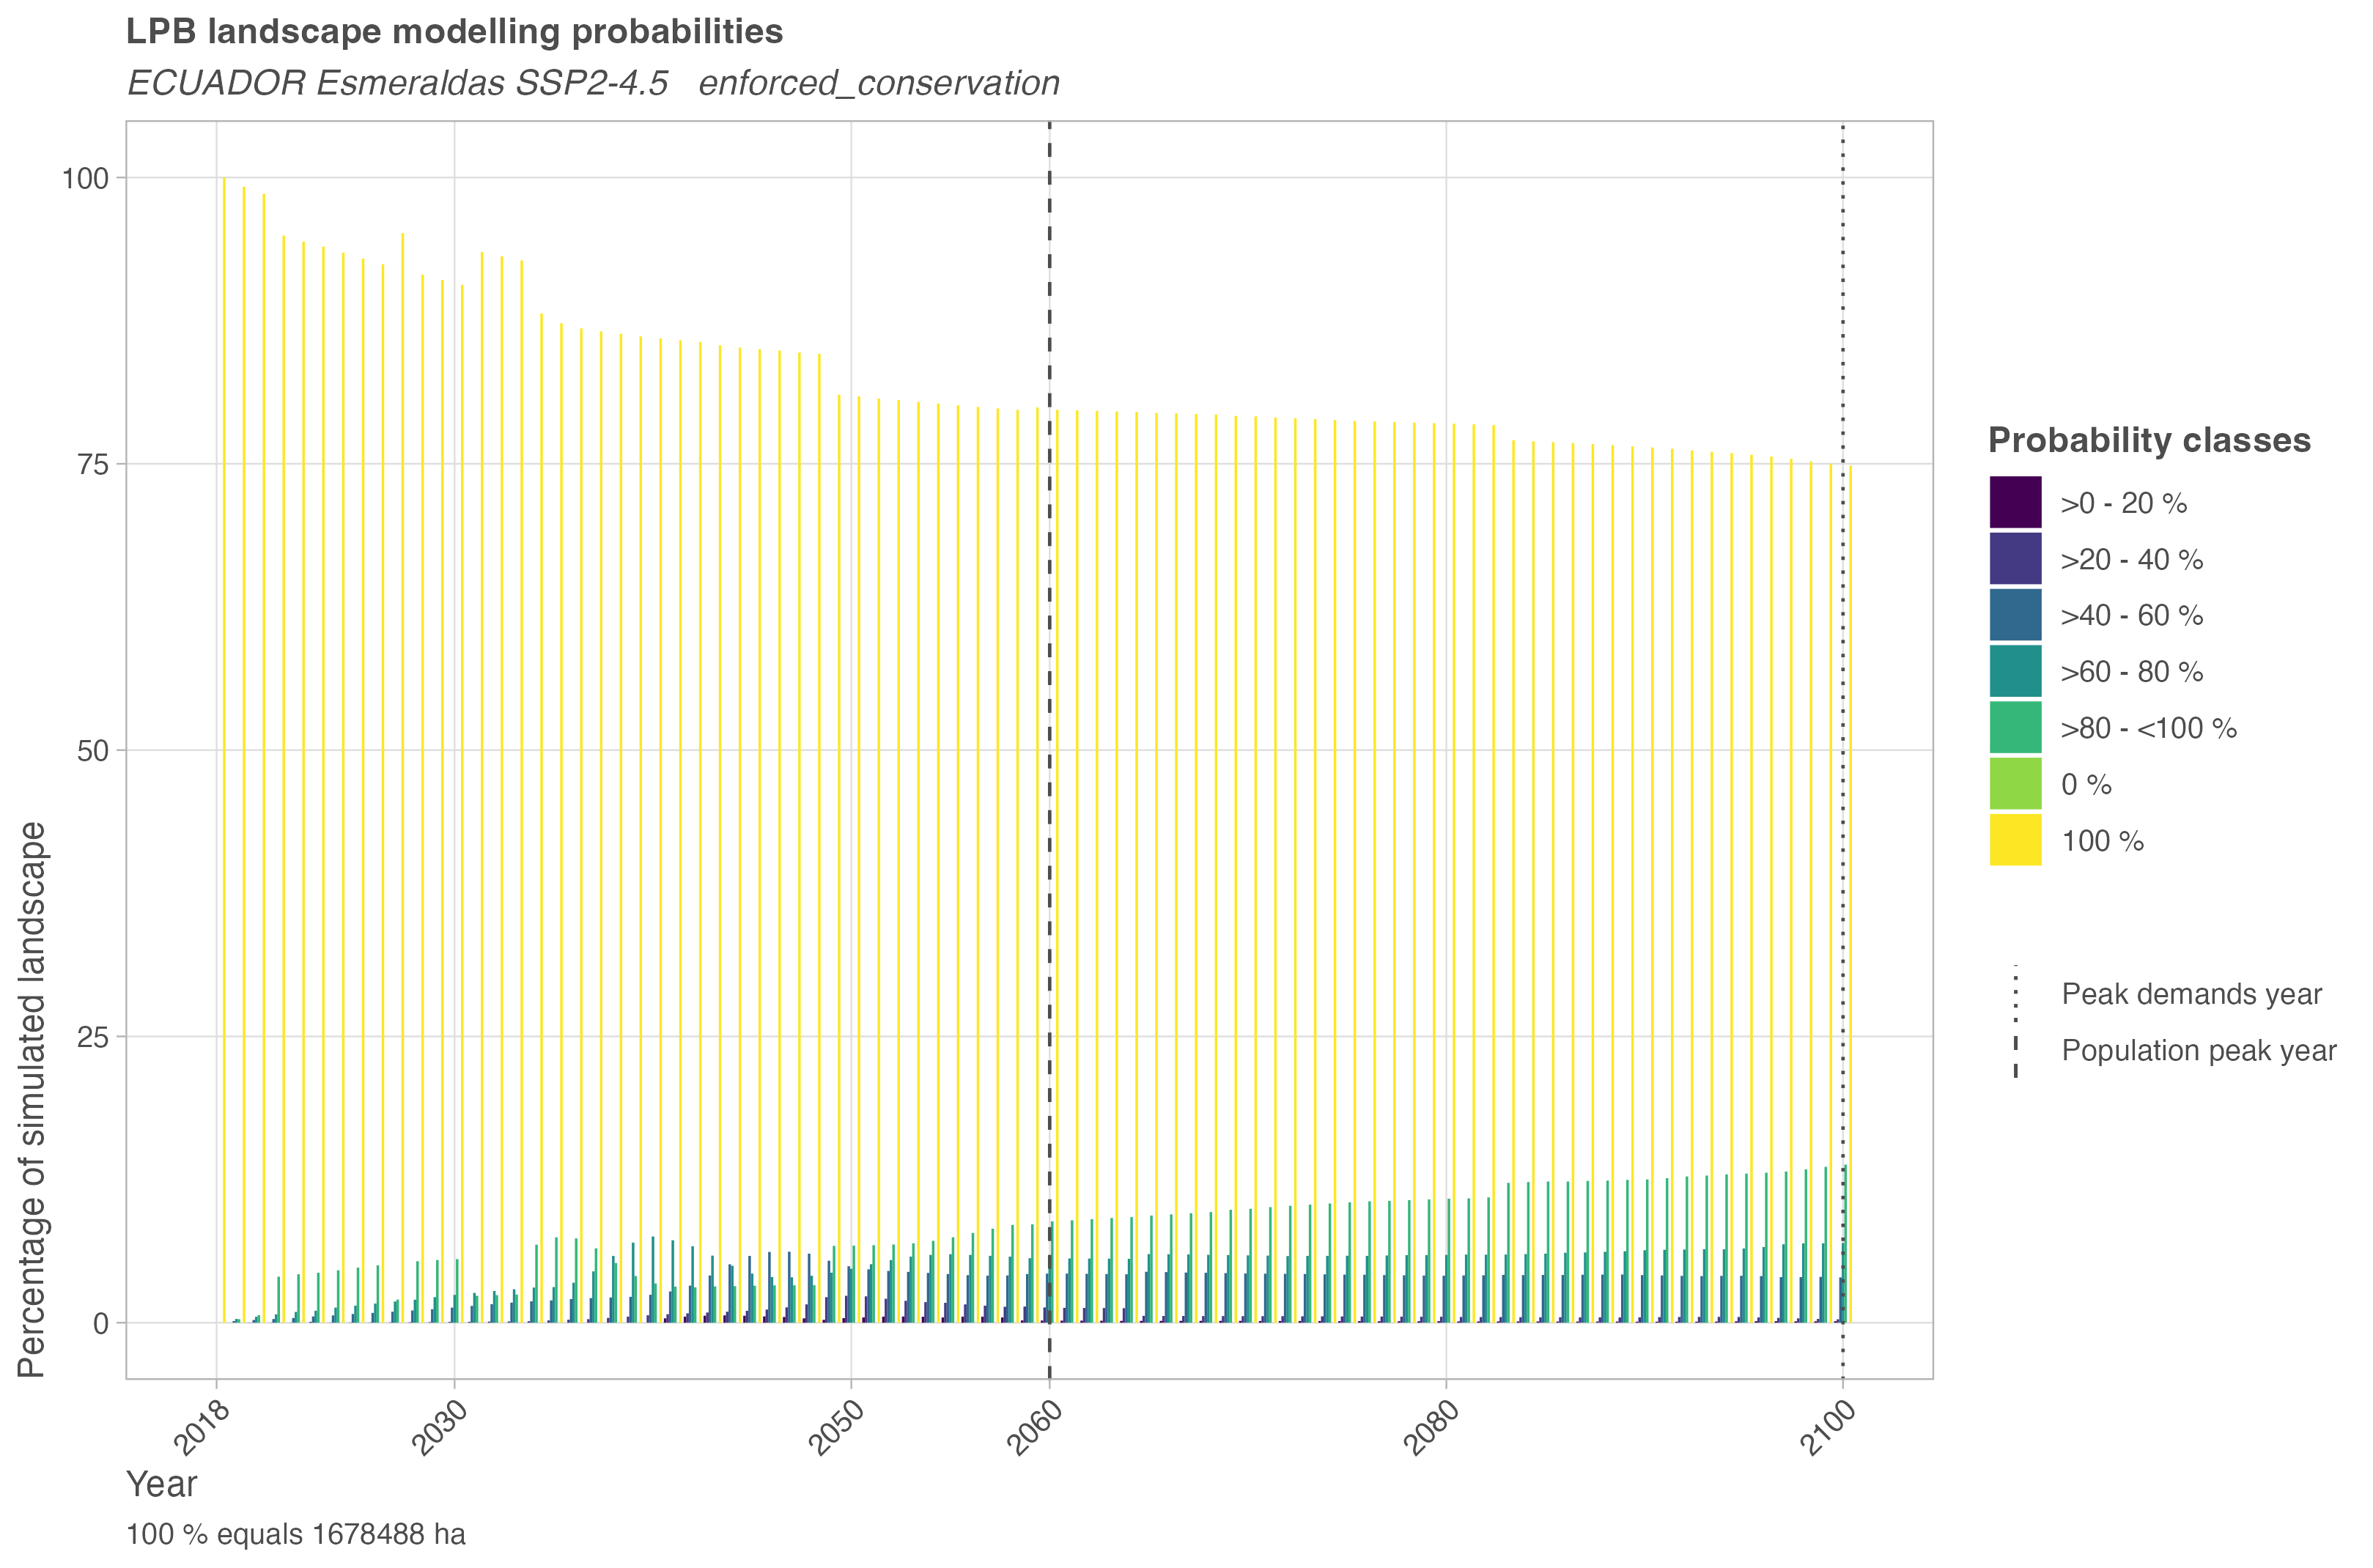 LPB landscape modelling probabilities
ECUADOR Esmeraldas SSP2-4.5 enforced_conservation
Percentage of simulated landscape
100
75
50
25
0
2018
2030
2050
2060
2080
2100
Year
100 % equals 1678488 ha
Probability classes
>0 - 20 %
>20 - 40 %
>40 - 60 %
>60 - 80 %
>80 - <100 %
0 %
100 %
Peak demands year
Population peak year